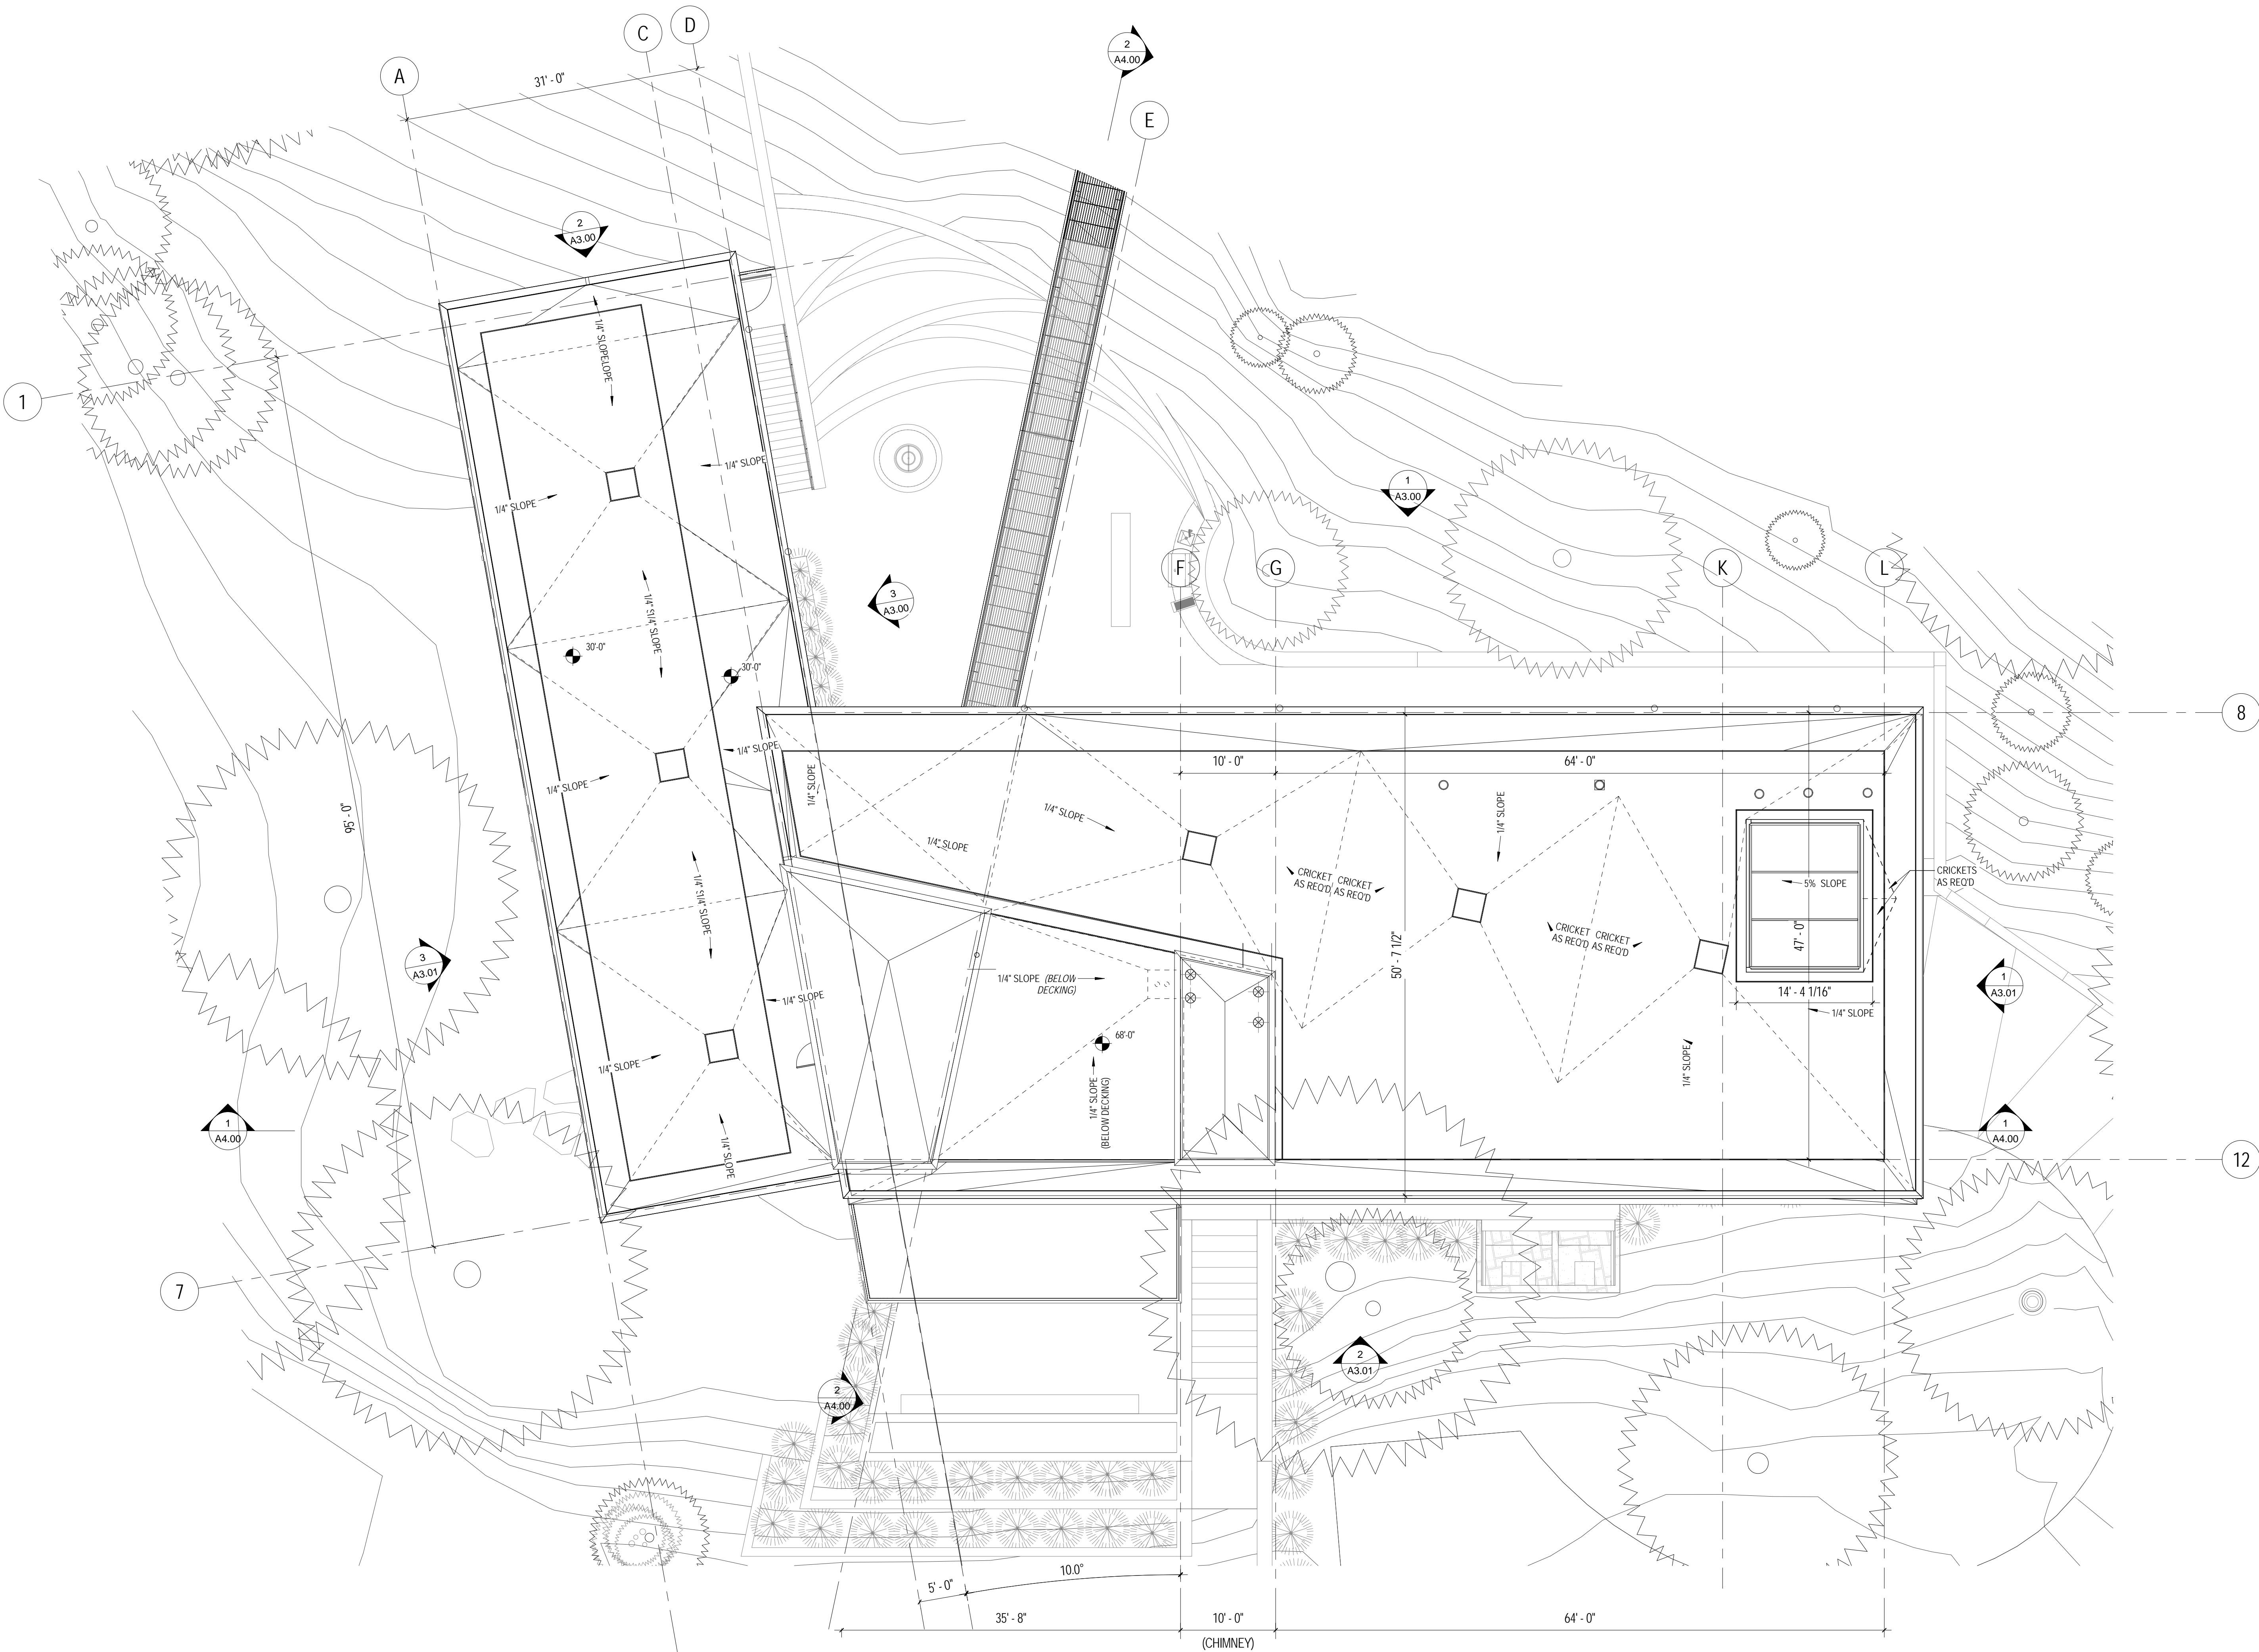 D
C
2
A4.00
A
31' - 0"
E
2
A3.00
1/4" SLOPE
1
1/4" SLOPE
1/4" SLOPE
1
A3.00
F
G
K
L
3
A3.00
1/4" SLOPE
30'-0"
30'-0"
8
1/4" SLOPE
10' - 0"
64' - 0"
1/4" SLOPE
1/4" SLOPE
95' - 0"
1/4" SLOPE
1/4" SLOPE
1/4" SLOPE
CRICKET
AS REQ'D
CRICKET
AS REQ'D
5% SLOPE
CRICKETS
AS REQ'D
1/4" SLOPE
CRICKET
AS REQ'D
CRICKET
AS REQ'D
47' - 0"
50' - 7 1/2"
3
A3.01
1/4" SLOPE (BELOW
DECKING)
1
A3.01
14' - 4 1/16"
1/4" SLOPE
1/4" SLOPE
68'-0"
1/4" SLOPE
1/4" SLOPE
1/4" SLOPE
(BELOW DECKING)
1
A4.00
1
A4.00
1/4" SLOPE
12
7
2
A3.01
2
A4.00
10.0°
5' - 0"
35' - 8"
10' - 0"
(CHIMNEY)
64' - 0"